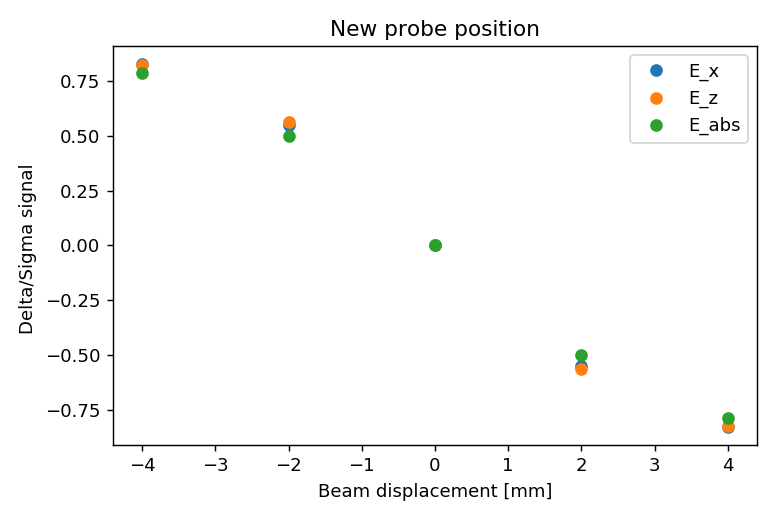 New probe position
E_x
E_z
E_abs
Delta/Sigma signal
0.75
0.50
0.25
0.00
−0.25
−0.50
−0.75
−4 −3 −2 −1 0 1 2 3 4
Beam displacement [mm]